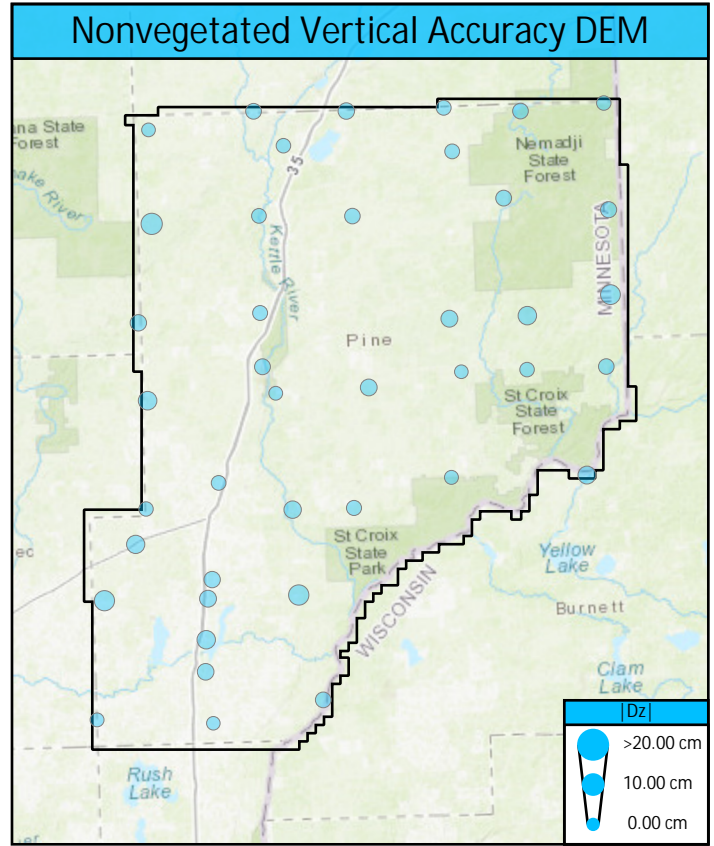 Nonvegetated Vertical Accuracy DEM
na State
Forest
River
35
Nemadji
State
Forest
MINNESOTA
Kettle River
Pine
St Croix
State
Forest
St Croix
State
Park
WISCONSIN
Yellow
Lake
Burnett
Clam
Lake
Rush
Lake
ec
|Dz|
>20.00 cm
10.00 cm
0.00 cm